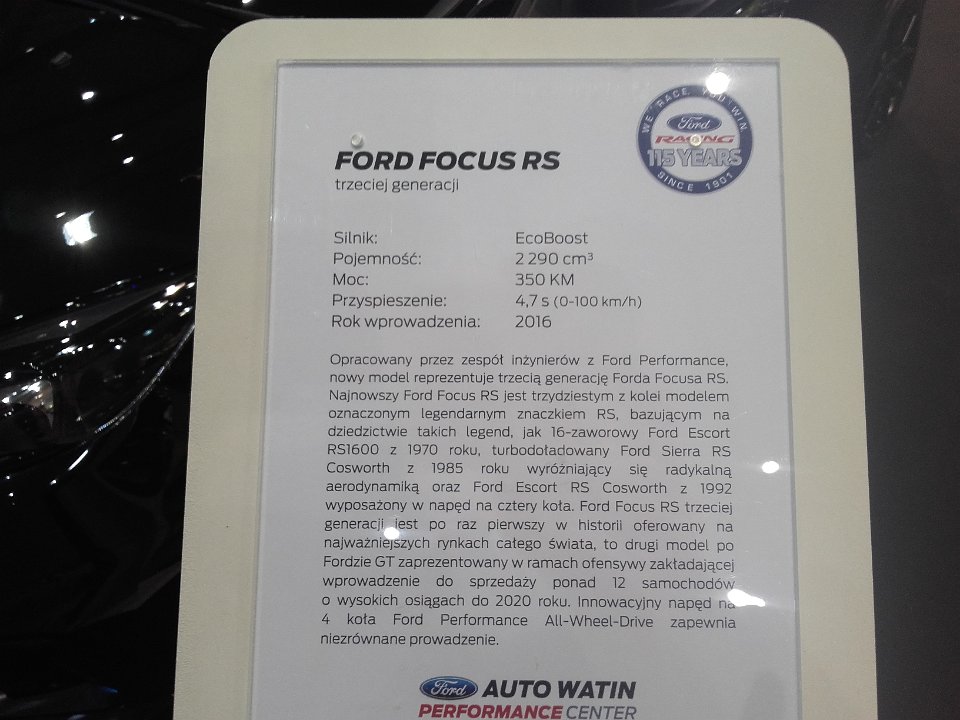 WE RACE. YOU WIN
Ford
RACING
115 YEARS
SINCE 1901
FORD FOCUS RS
trzeciej generacji
Silnik: EcoBoost
Pojemność: 2 290 cm³
Moc: 350 KM
Przyspieszenie: 4,7 s (0-100 km/h)
Rok wprowadzenia: 2016
Opracowany przez zespół inżynierów z Ford Performance,
nowy model reprezentuje trzecią generację Forda Focusa RS.
Najnowszy Ford Focus RS jest trzydziestym z kolei modelem
oznaczonym legendarnym znaczkiem RS, bazującym na
dziedzictwie takich legend, jak 16-zaworowy Ford Escort
RS1600 z 1970 roku, turbodoładowany Ford Sierra RS
Cosworth z 1985 roku wyróżniający się radykalną
aerodynamiką oraz Ford Escort RS Cosworth z 1992
wyposażony w napęd na cztery koła. Ford Focus RS trzeciej
generacji jest po raz pierwszy w historii oferowany na
najważniejszych rynkach całego świata, to drugi model po
Fordzie GT zaprezentowany w ramach ofensywy zakładającej
wprowadzenie do sprzedaży ponad 12 samochodów
o wysokich osiągach do 2020 roku. Innowacyjny napęd na
4 koła Ford Performance All-Wheel-Drive zapewnia
niezrównane prowadzenie.
Ford AUTO WATIN
PERFORMANCE CENTER